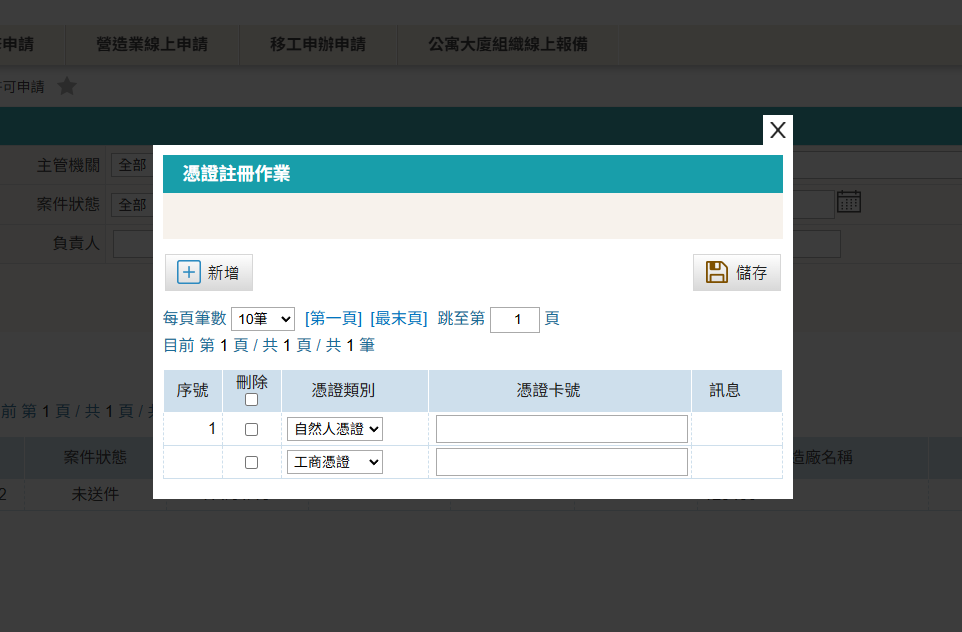 申請 營造業線上申請 移工申辦申請 公寓大廈組織線上報備
可申請
X
憑證註冊作業
主管機關 全部
案件狀態 全部
負責人
新增 儲存
每頁筆數 10筆 [第一頁] [最末頁] 跳至第 1 頁
目前 第 1 頁 / 共 1 頁 / 共 1 筆
序號 刪除 憑證類別 憑證卡號 訊息
前 第 1 頁 / 共 1 頁 /
1 自然人憑證
工商憑證
案件狀態 造廠名稱
2 未送件